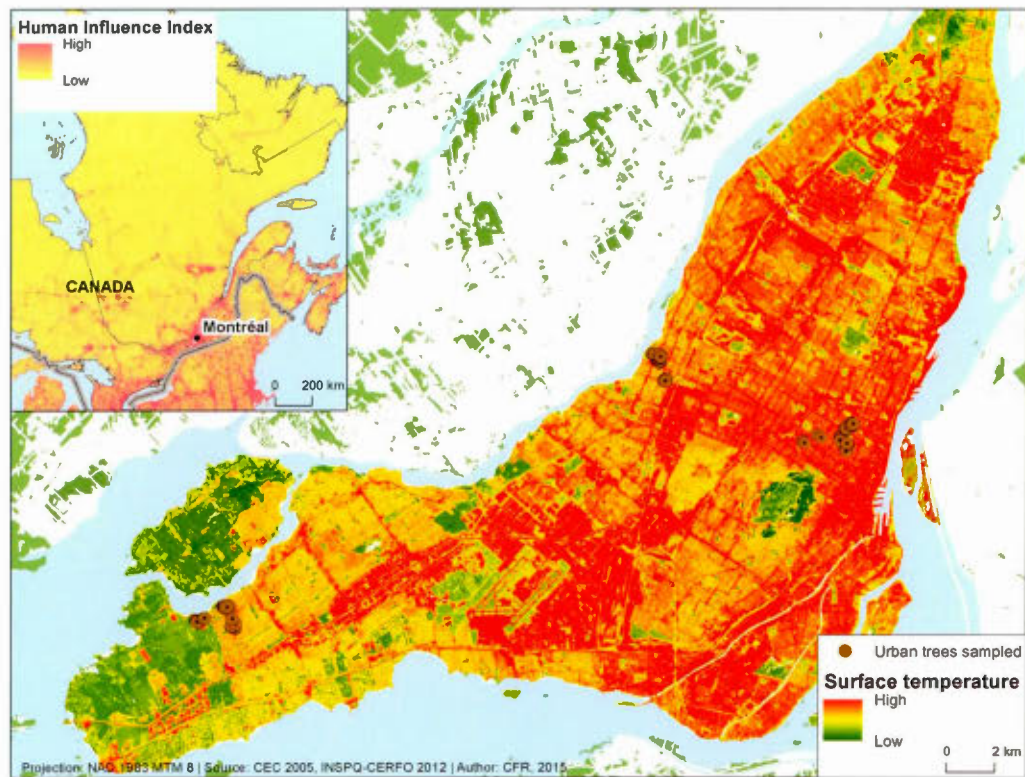 Human Influence Index
High
Low
CANADA
Montréal
0 200 km
Urban trees sampled
Surface temperature
High
Low
0 2 km
Projection: NAD 1983 MTM 8 | Source: CEC 2005, INSPQ-CERFO 2012 | Author: CFR, 2015